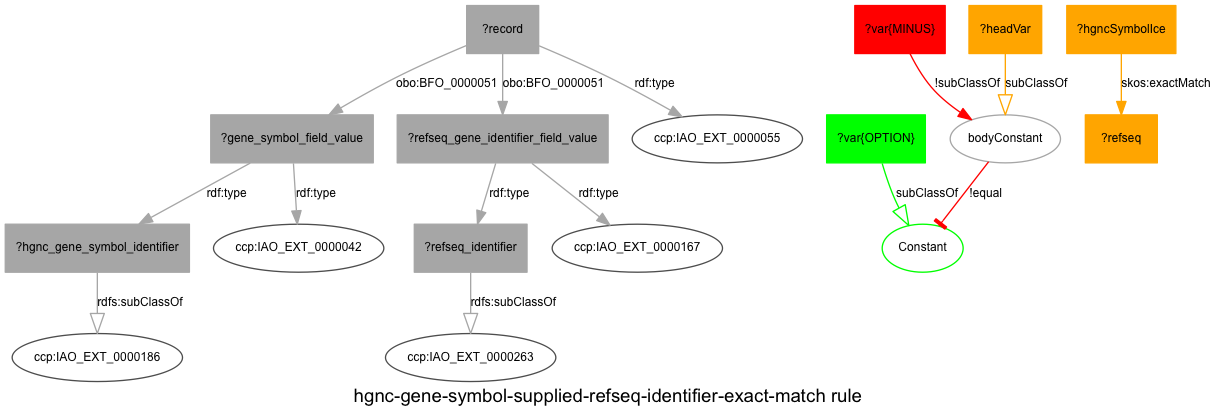 ?record
?var{MINUS}
?headVar
?hgncSymbolIce
obo:BFO_0000051
obo:BFO_0000051
rdf:type
!subClassOf
subClassOf
skos:exactMatch
?gene_symbol_field_value
?refseq_gene_identifier_field_value
ccp:IAO_EXT_0000055
?var{OPTION}
bodyConstant
?refseq
rdf:type
rdf:type
rdf:type
rdf:type
subClassOf
!equal
?hgnc_gene_symbol_identifier
ccp:IAO_EXT_0000042
?refseq_identifier
ccp:IAO_EXT_0000167
Constant
rdfs:subClassOf
rdfs:subClassOf
ccp:IAO_EXT_0000186
ccp:IAO_EXT_0000263
hgnc-gene-symbol-supplied-refseq-identifier-exact-match rule